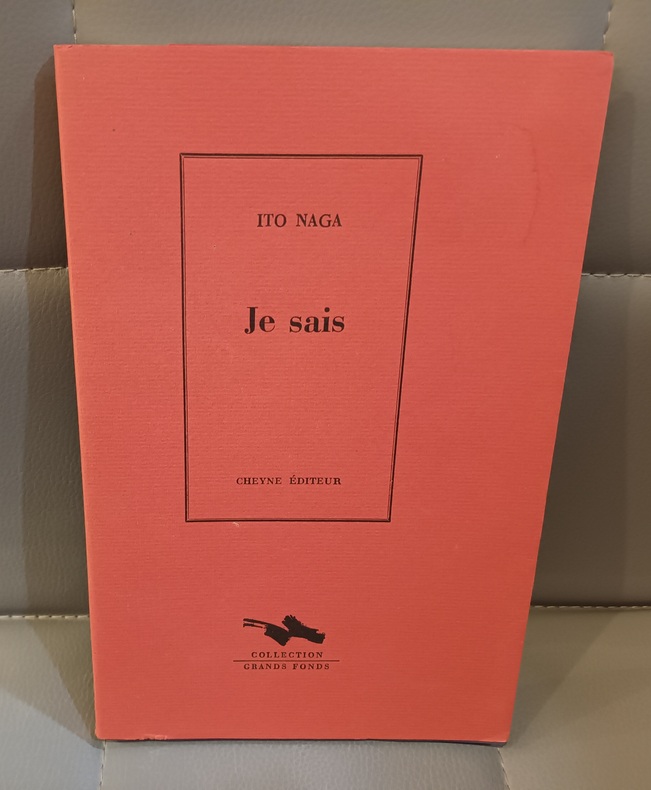 ITO NAGA
Je sais
CHEYNE ÉDITEUR
COLLECTION
GRANDS FONDS